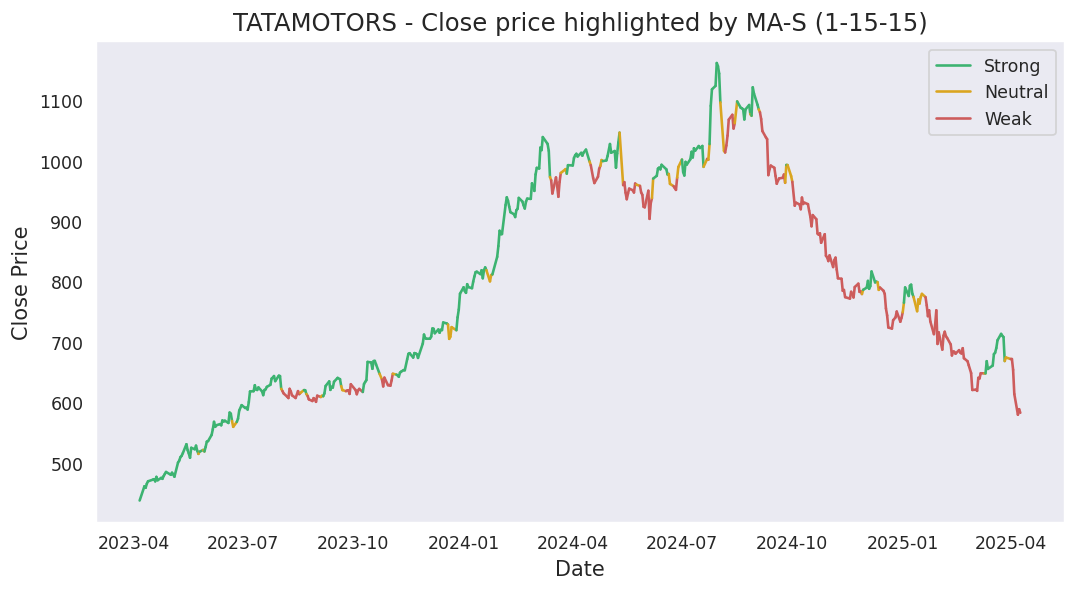 TATAMOTORS - Close price highlighted by MA-S (1-15-15)
Strong
Neutral
Weak
Close Price
1100
1000
900
800
700
600
500
2023-04 2023-07 2023-10 2024-01 2024-04 2024-07 2024-10 2025-01 2025-04
Date